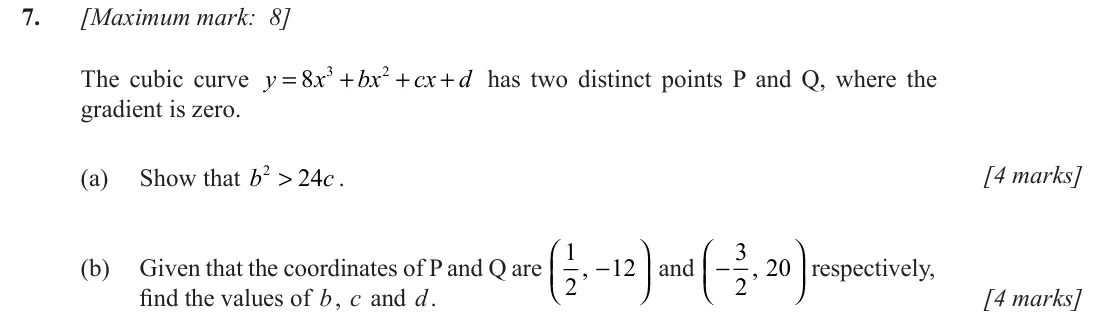 7. [Maximum mark: 8]
The cubic curve y = 8x³ + bx² + cx + d has two distinct points P and Q, where the
gradient is zero.
(a) Show that b² > 24c. [4 marks]
(b) Given that the coordinates of P and Q are (1/2, −12) and (−3/2, 20) respectively,
find the values of b, c and d. [4 marks]